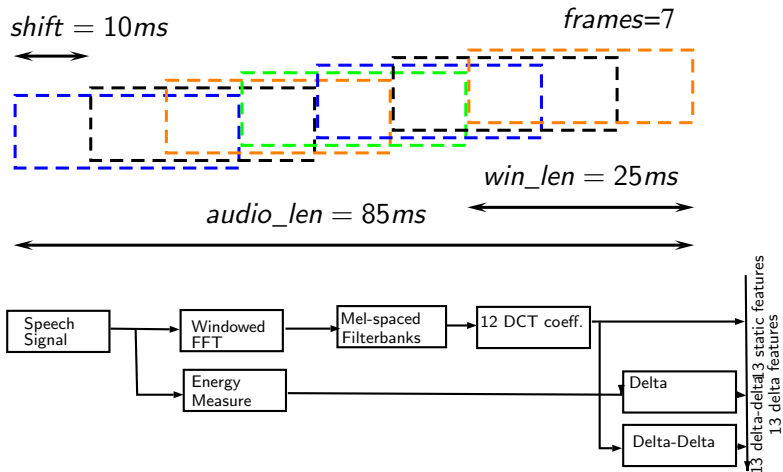 shift = 10ms
frames=7
win_len = 25ms
audio_len = 85ms
Speech
Signal
Windowed
FFT
Mel-spaced
Filterbanks
12 DCT coeff.
Energy
Measure
Delta
Delta-Delta
13 static features
13 delta-delta
13 delta features